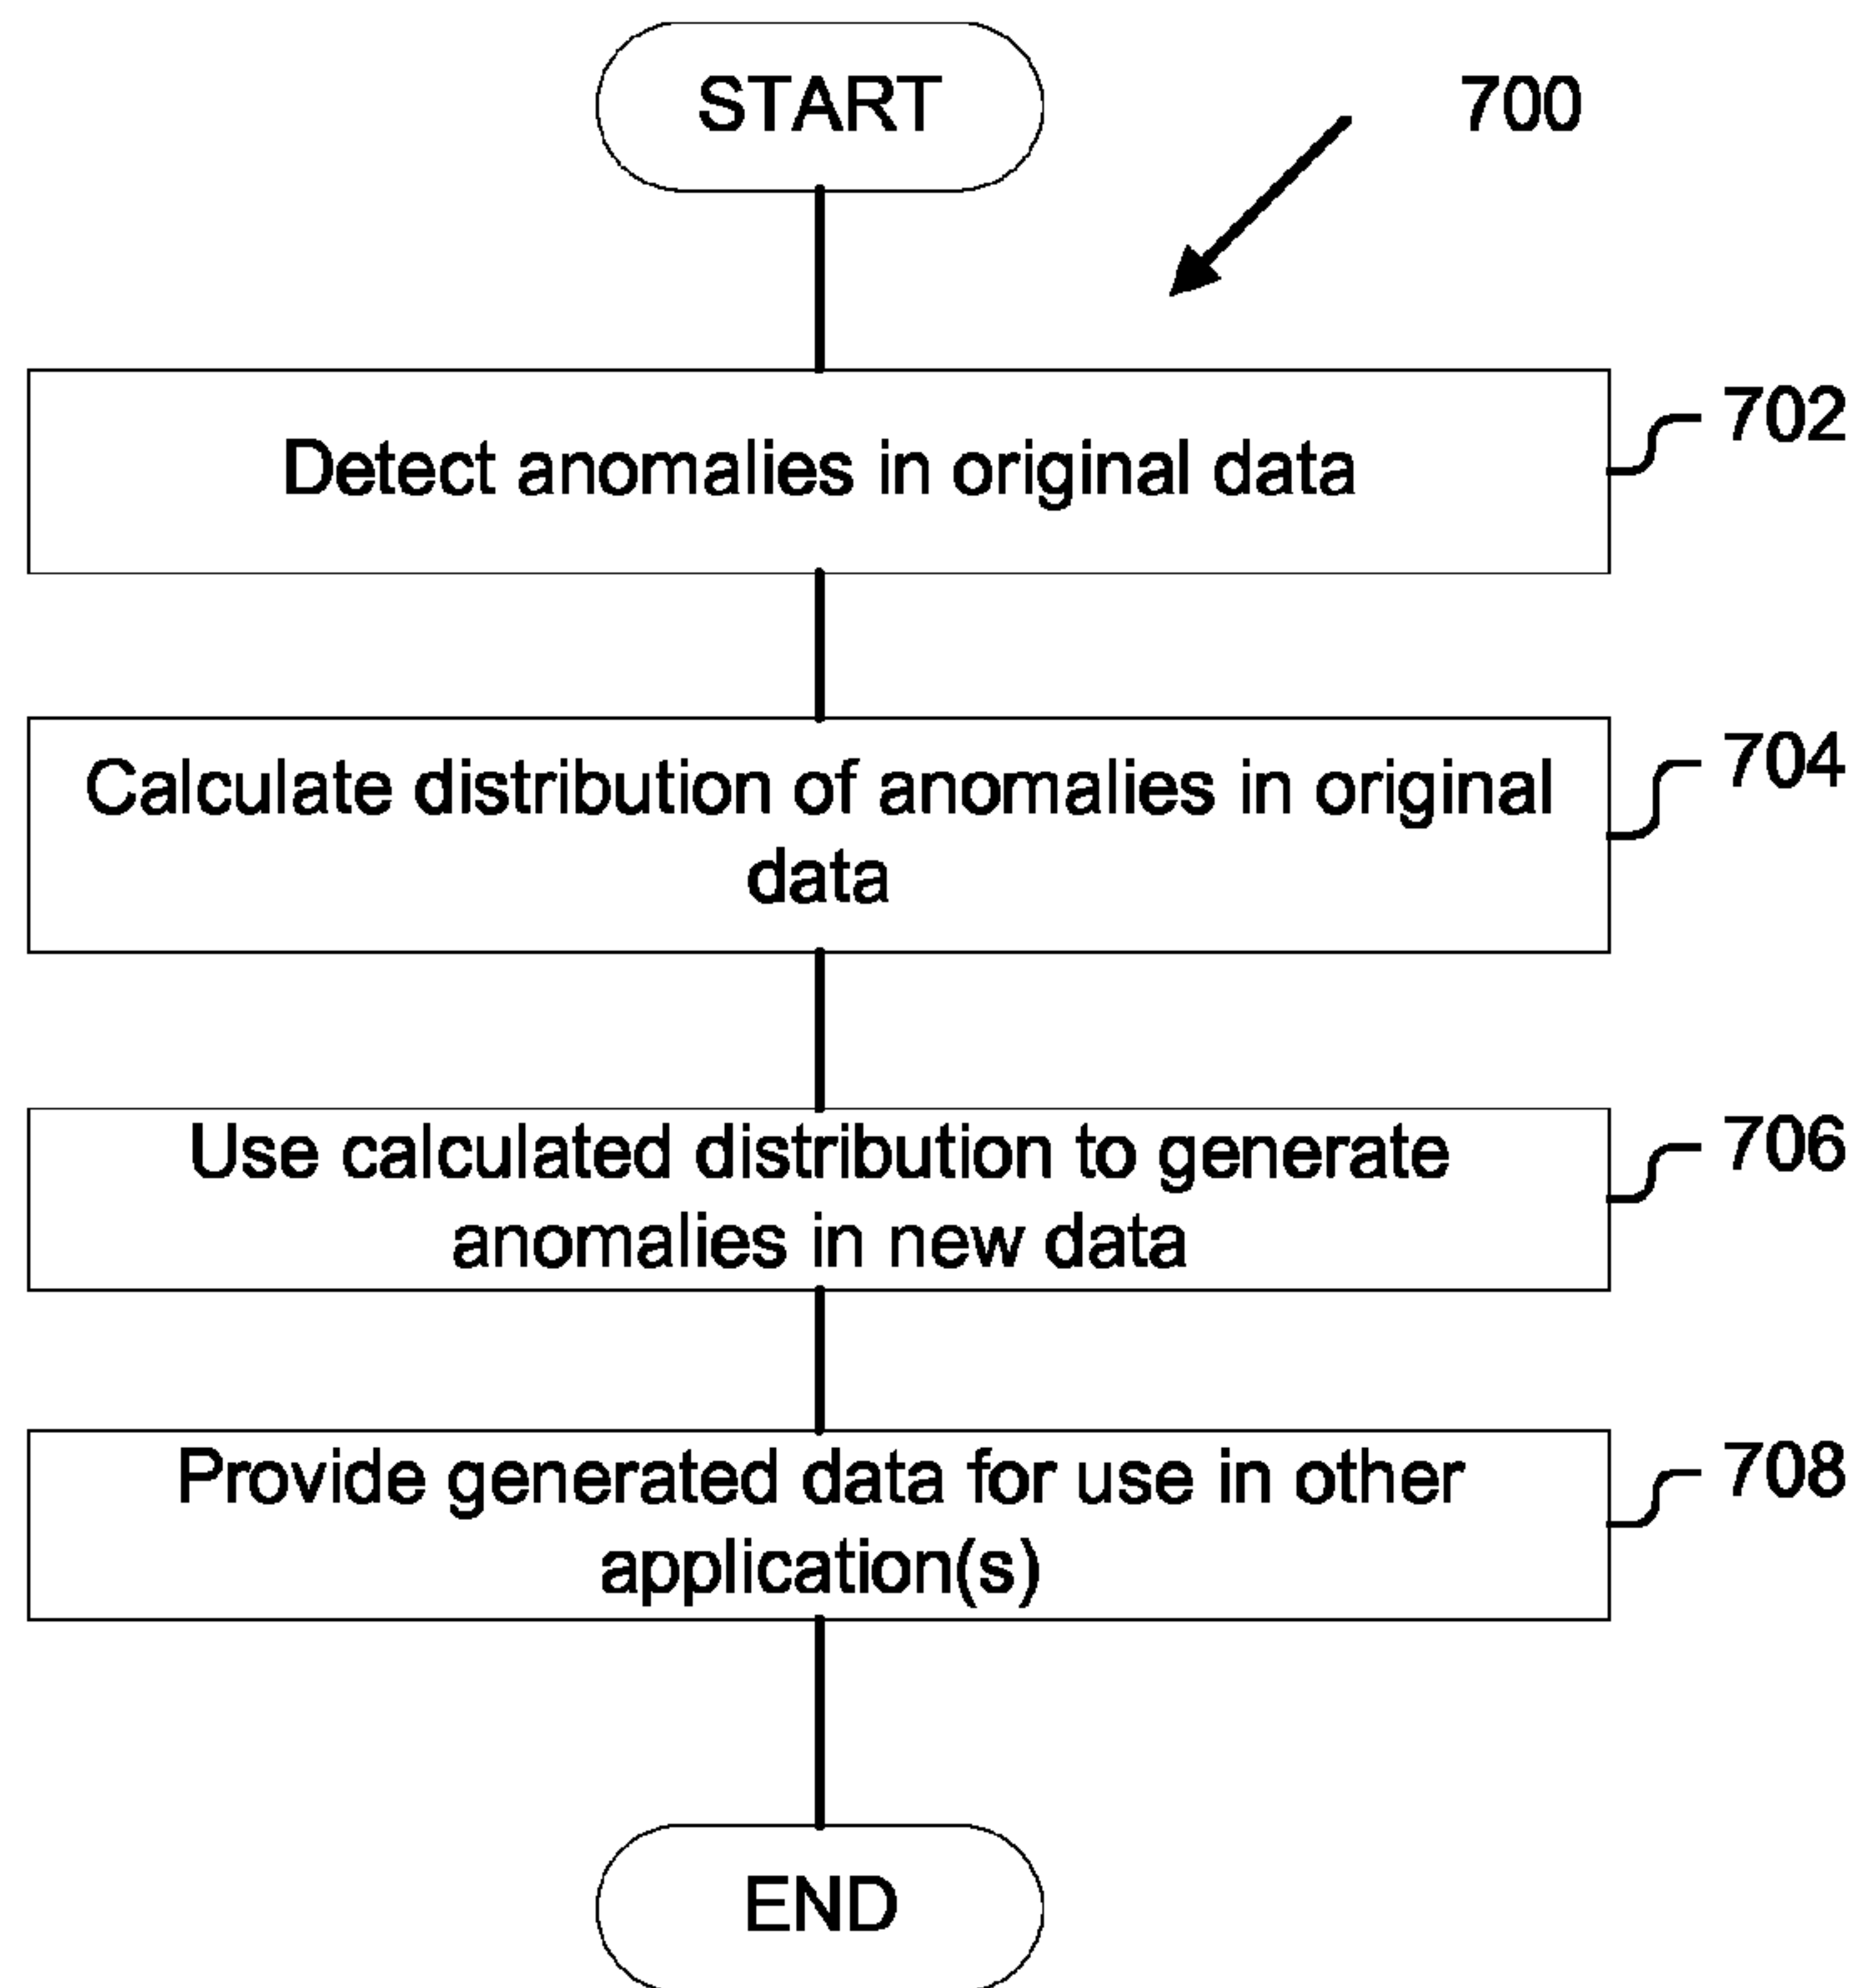 START
700
Detect anomalies in original data
702
Calculate distribution of anomalies in original
data
704
Use calculated distribution to generate
anomalies in new data
706
Provide generated data for use in other
application(s)
708
END